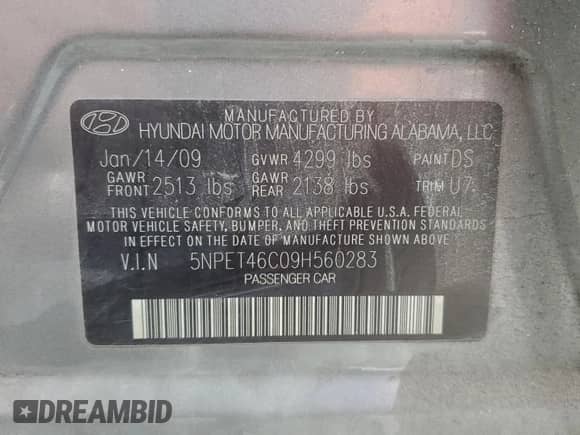 MANUFACTURED BY
HYUNDAI MOTOR MANUFACTURING ALABAMA, LLC
Jan/14/09 GVWR 4299 lbs PAINT DS
GAWR FRONT 2513 lbs GAWR REAR 2138 lbs TRIM U7
THIS VEHICLE CONFORMS TO ALL APPLICABLE U.S.A. FEDERAL
MOTOR VEHICLE SAFETY, BUMPER, AND THEFT PREVENTION STANDARDS
IN EFFECT ON THE DATE OF MANUFACTURE SHOWN ABOVE.
V.I.N 5NPET46C09H560283
PASSENGER CAR
DREAMBID